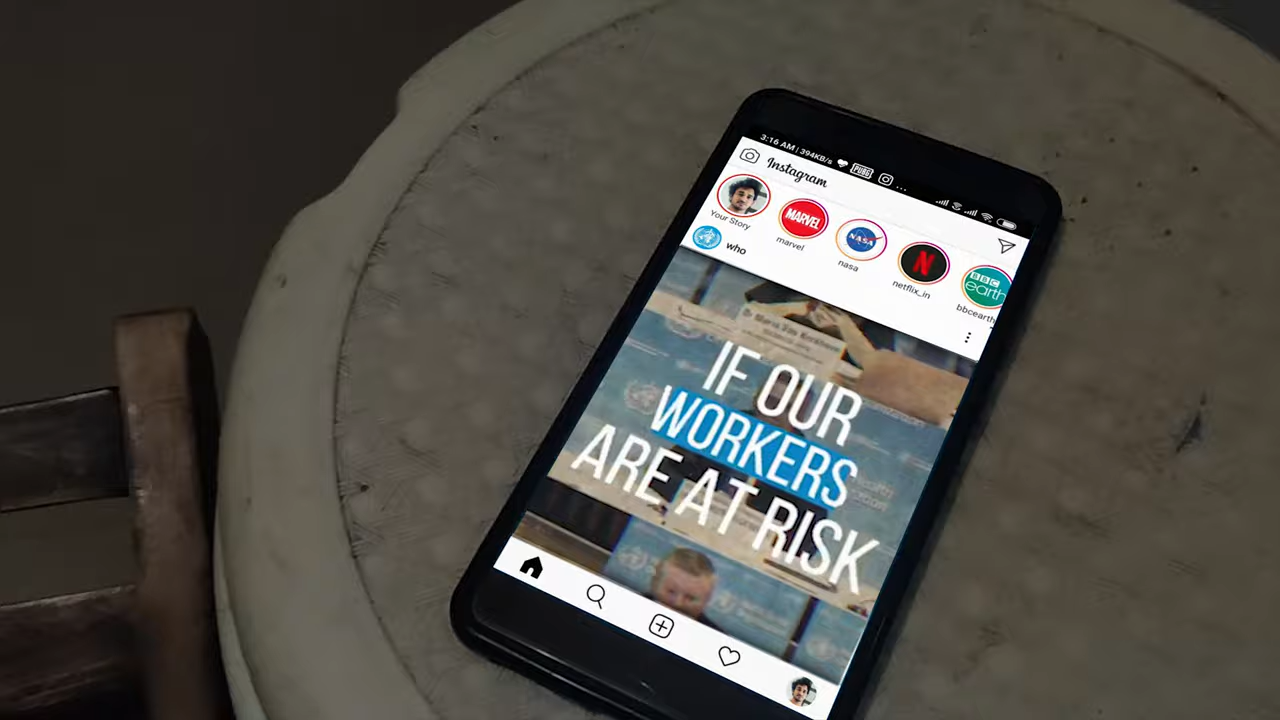 3:16 AM | 394KB/s
PUBG
Instagram
MARVEL
NASA
N
BBC
earth
Your Story
marvel
nasa
netflix_in
bbcearth
who
IF OUR
WORKERS
ARE AT RISK